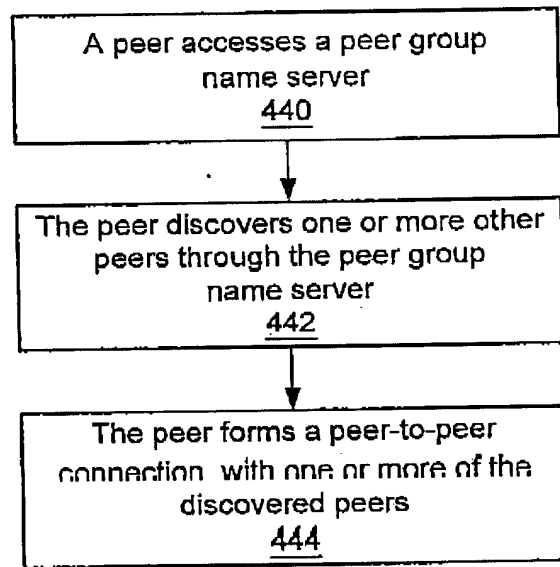 A peer accesses a peer group
name server
440
The peer discovers one or more other
peers through the peer group
name server
442
The peer forms a peer-to-peer
connection with one or more of the
discovered peers
444